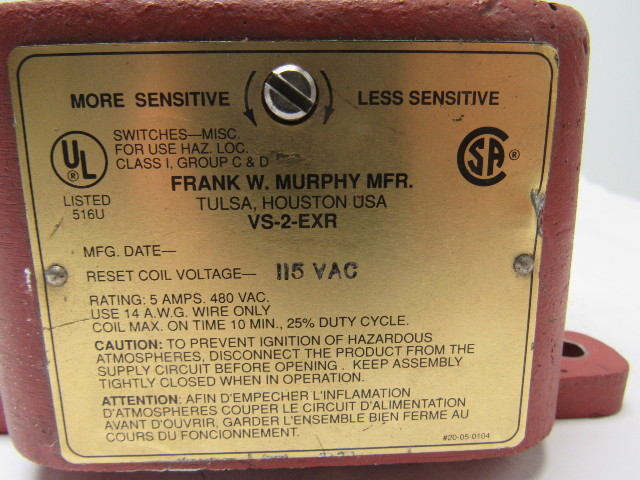 MORE SENSITIVE LESS SENSITIVE
UL
®
LISTED
516U
SWITCHES—MISC.
FOR USE HAZ. LOC.
CLASS I, GROUP C & D
SA ®
FRANK W. MURPHY MFR.
TULSA, HOUSTON USA
VS-2-EXR
MFG. DATE—
RESET COIL VOLTAGE— 115 VAC
RATING: 5 AMPS. 480 VAC.
USE 14 A.W.G. WIRE ONLY
COIL MAX. ON TIME 10 MIN., 25% DUTY CYCLE.
CAUTION: TO PREVENT IGNITION OF HAZARDOUS
ATMOSPHERES, DISCONNECT THE PRODUCT FROM THE
SUPPLY CIRCUIT BEFORE OPENING . KEEP ASSEMBLY
TIGHTLY CLOSED WHEN IN OPERATION.
ATTENTION: AFIN D'EMPECHER L'INFLAMATION
D'ATMOSPHERES COUPER LE CIRCUIT D'ALIMENTATION
AVANT D'OUVRIR, GARDER L'ENSEMBLE BIEN FERME AU
COURS DU FONCIONNEMENT.
#20-05-0104